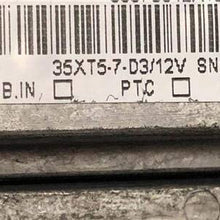 35XT5-7-D3/12V SN
B.IN □ PTC □